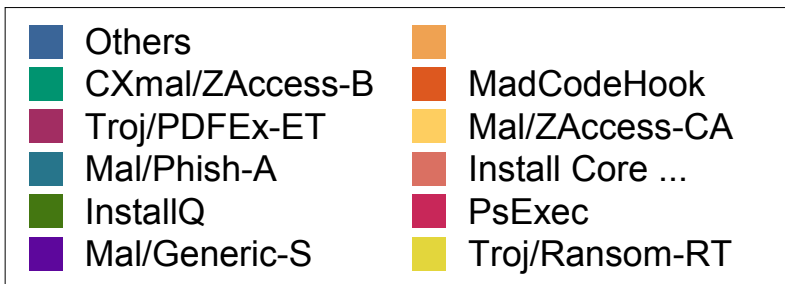 Others
CXmal/ZAccess-B
Troj/PDFEx-ET
Mal/Phish-A
InstallQ
Mal/Generic-S
MadCodeHook
Mal/ZAccess-CA
Install Core ...
PsExec
Troj/Ransom-RT